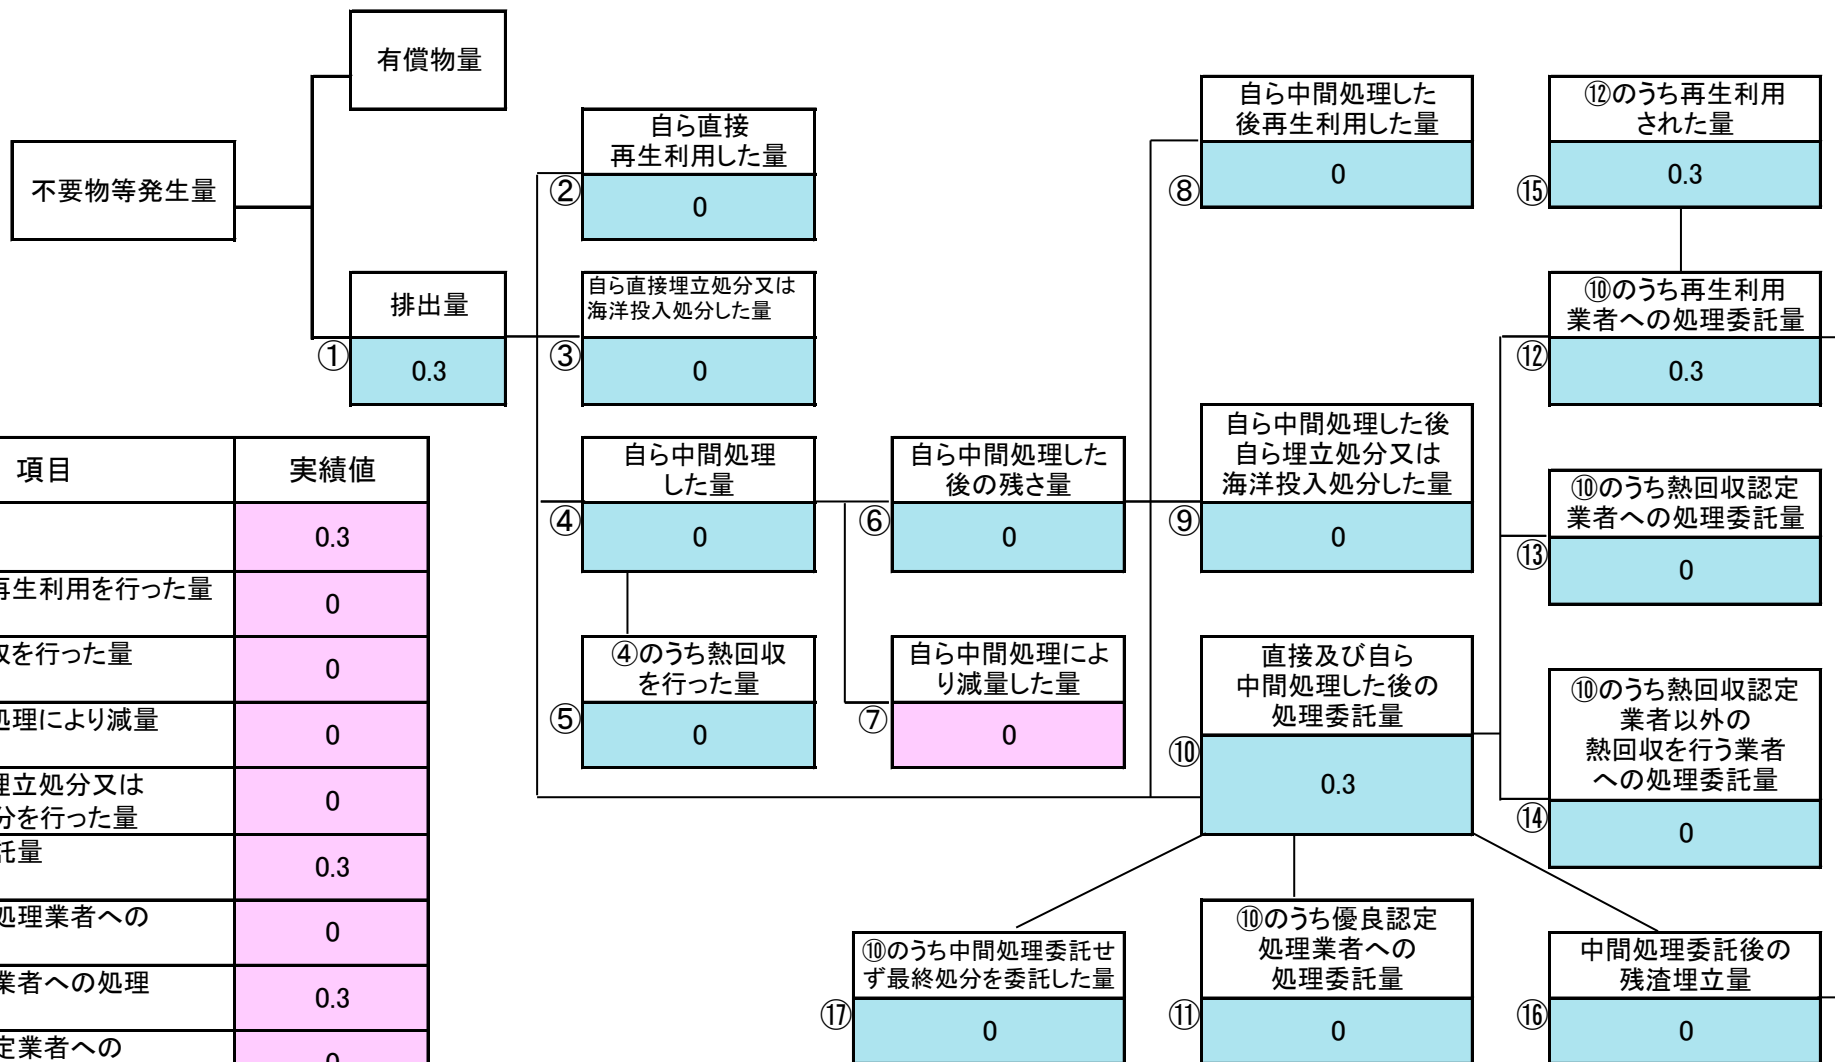 有償物量
不要物等発生量
排出量
①
0.3
自ら直接
再生利用した量
②
0
自ら直接埋立処分又は
海洋投入処分した量
③
0
自ら中間処理
した量
④
0
④のうち熱回収
を行った量
⑤
0
自ら中間処理した
後の残さ量
⑥
0
自ら中間処理によ
り減量した量
⑦
0
自ら中間処理した
後再生利用した量
⑧
0
自ら中間処理した後
自ら埋立処分又は
海洋投入処分した量
⑨
0
直接及び自ら
中間処理した後の
処理委託量
⑩
0.3
⑫のうち再生利用
された量
⑮
0.3
⑩のうち再生利用
業者への処理委託量
⑫
0.3
⑩のうち熱回収認定
業者への処理委託量
⑬
0
⑩のうち熱回収認定
業者以外の
熱回収を行う業者
への処理委託量
⑭
0
⑩のうち中間処理委託せ
ず最終処分を委託した量
⑰
0
⑩のうち優良認定
処理業者への
処理委託量
⑪
0
中間処理委託後の
残渣埋立量
⑯
0
項目 実績値
0.3
再生利用を行った量
0
収を行った量
0
処理により減量
0
埋立処分又は
分を行った量
0
託量
0.3
処理業者への
0
業者への処理
0.3
定業者への
0